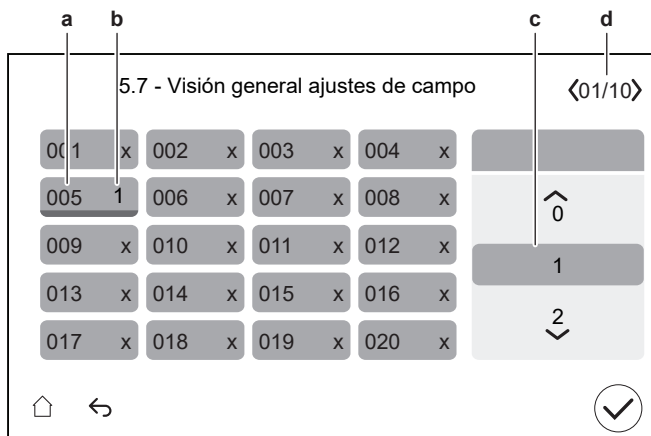 a b c d
5.7 - Visión general ajustes de campo 01/10
001 x 002 x 003 x 004 x
005 1 006 x 007 x 008 x
0
009 x 010 x 011 x 012 x
1
013 x 014 x 015 x 016 x
2
017 x 018 x 019 x 020 x